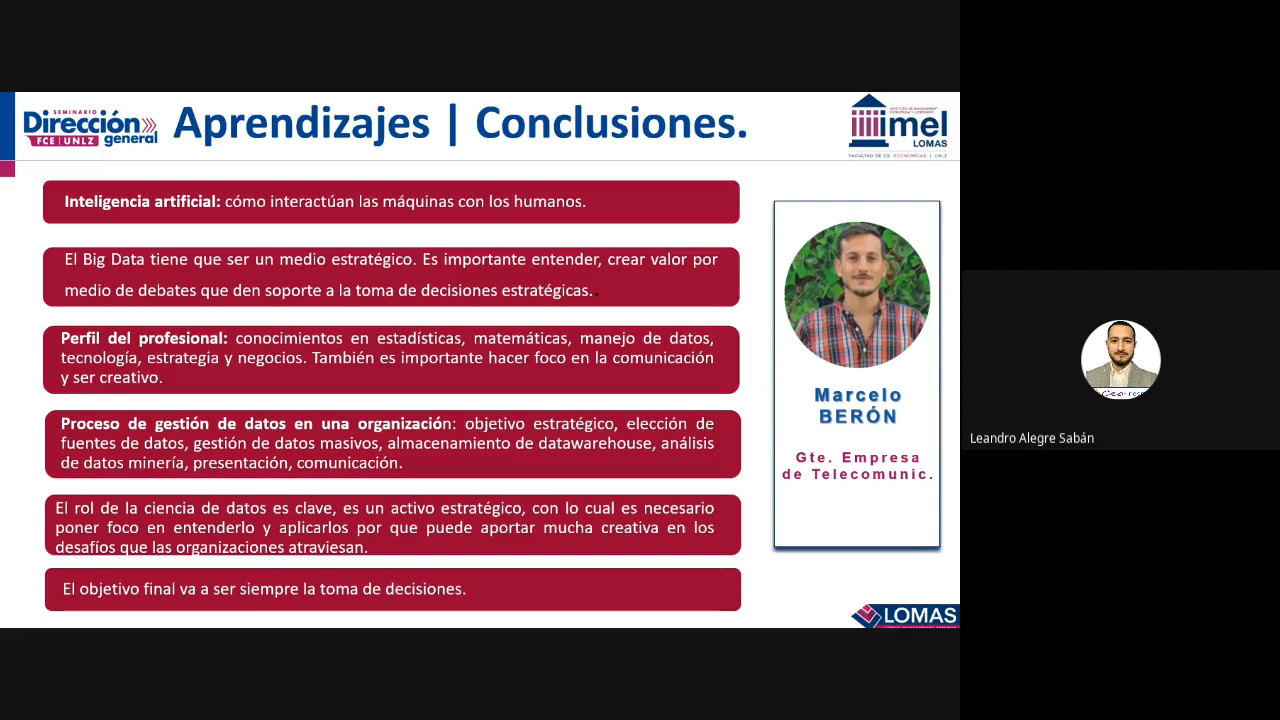 SEMINARIO
Dirección
general
FCE | UNLZ
Aprendizajes | Conclusiones.
imel
LOMAS
FACULTAD DE CS. ECONÓMICAS | UNLZ
Inteligencia artificial: cómo interactúan las máquinas con los humanos.
El Big Data tiene que ser un medio estratégico. Es importante entender, crear valor por
medio de debates que den soporte a la toma de decisiones estratégicas..
Perfil del profesional: conocimientos en estadísticas, matemáticas, manejo de datos,
tecnología, estrategia y negocios. También es importante hacer foco en la comunicación
y ser creativo.
Proceso de gestión de datos en una organización: objetivo estratégico, elección de
fuentes de datos, gestión de datos masivos, almacenamiento de datawarehouse, análisis
de datos minería, presentación, comunicación.
El rol de la ciencia de datos es clave, es un activo estratégico, con lo cual es necesario
poner foco en entenderlo y aplicarlos por que puede aportar mucha creativa en los
desafíos que las organizaciones atraviesan.
El objetivo final va a ser siempre la toma de decisiones.
Marcelo
BERÓN
Gte. Empresa
de Telecomunic.
LOMAS
Leandro Alegre Sabán